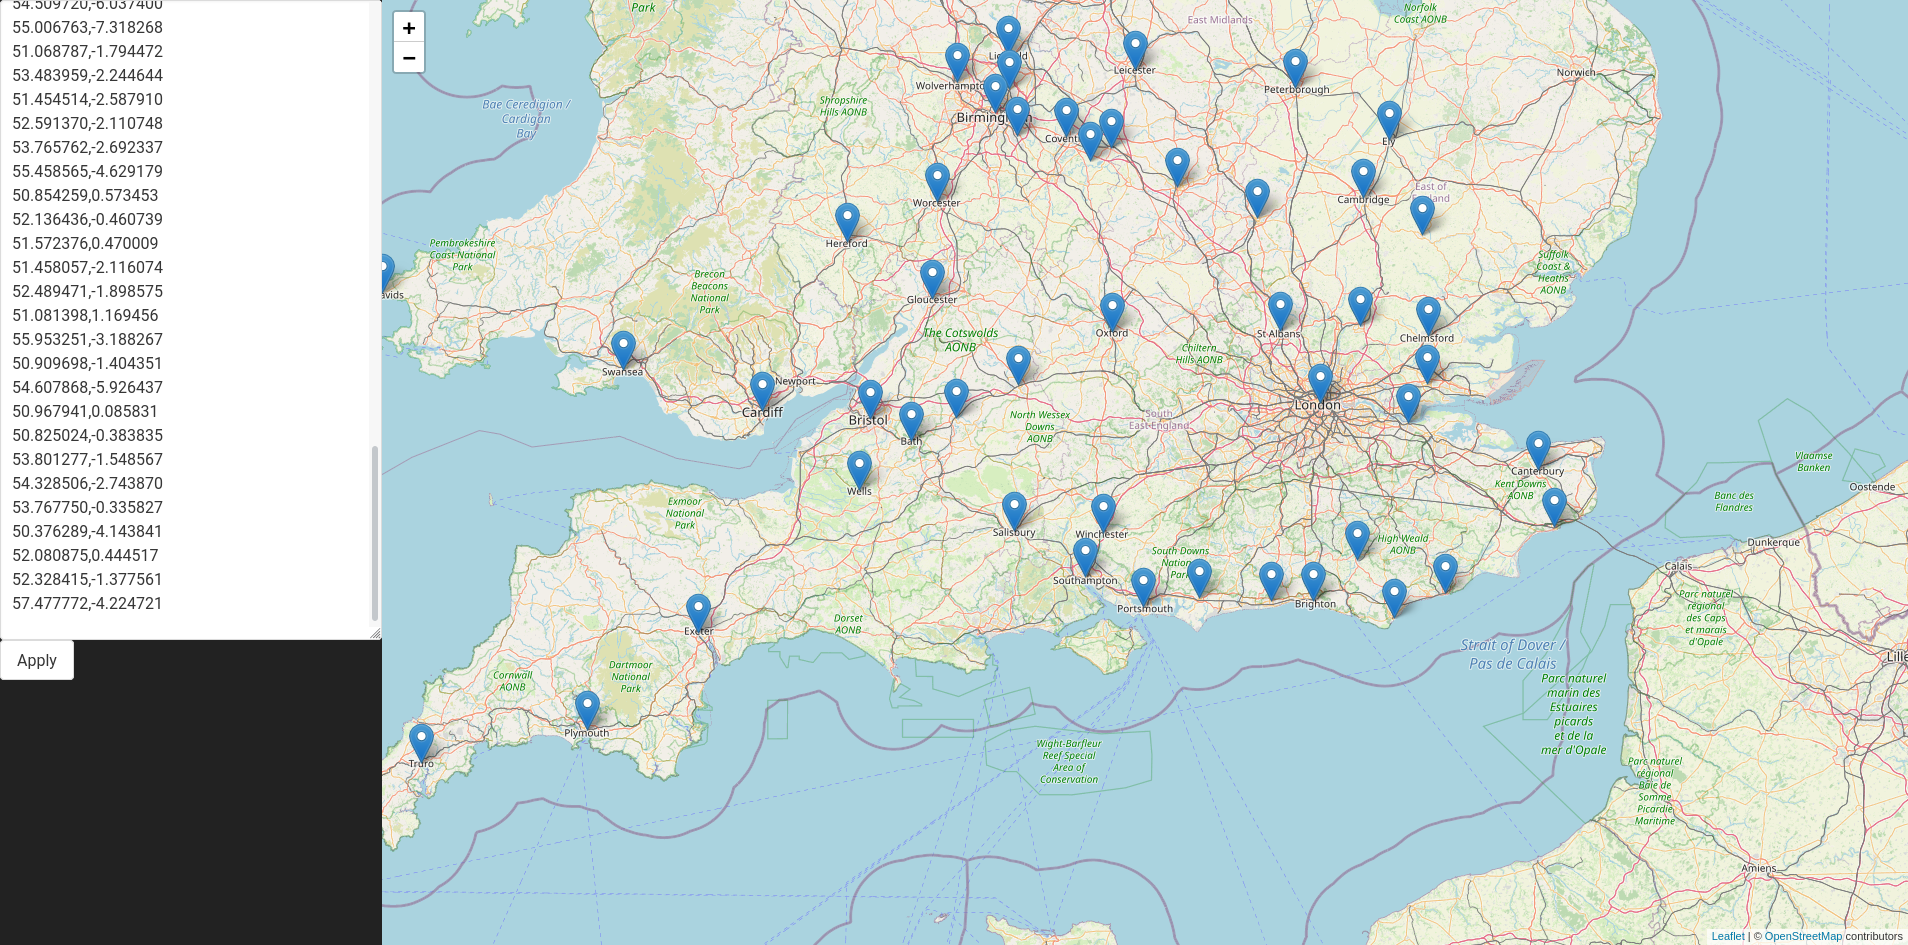 54.509720,-6.037400
55.006763,-7.318268
51.068787,-1.794472
53.483959,-2.244644
51.454514,-2.587910
52.591370,-2.110748
53.765762,-2.692337
55.458565,-4.629179
50.854259,0.573453
52.136436,-0.460739
51.572376,0.470009
51.458057,-2.116074
52.489471,-1.898575
51.081398,1.169456
55.953251,-3.188267
50.909698,-1.404351
54.607868,-5.926437
50.967941,0.085831
50.825024,-0.383835
53.801277,-1.548567
54.328506,-2.743870
53.767750,-0.335827
50.376289,-4.143841
52.080875,0.444517
52.328415,-1.377561
57.477772,-4.224721
Apply
+
−
Park
East Midlands
Norfolk
Coast AONB
Leicester
Wolverhampto
Norwich
Peterborough
Bae Ceredigion /
Cardigan
Bay
Shropshire
Hills AONB
Ely
East of
Cambridge
Worcester
Hereford
Pembrokeshire
Coast National
Park
Brecon
Beacons
National
Park
Suffolk
Coast &
Heaths
AONB
avids
Gloucester
The Cotswolds
AONB
Oxford
St Albans
Chelmsford
Chiltern
Hills AONB
Swansea
Newport
Cardiff
Bristol
Bath
North Wessex
Downs
AONB
South
East England
London
Vlaamse
Banken
Canterbury
Kent Downs
AONB
Oostende
Banc des
Flandres
Wells
Exmoor
National
Park
Salisbury
Winchester
South Downs
High Weald
AONB
Dunkerque
Calais
Southampton
Portsmouth
Brighton
Parc naturel
régional
des Caps
et marais
d'Opale
Exeter
Dorset
AONB
Strait of Dover /
Pas de Calais
Lille
Cornwall
AONB
Dartmoor
National
Park
Parc naturel
marin des
Estuaires
picards
et de la
mer d'Opale
Plymouth
Truro
Wight-Barfleur
Reef Special
Area of
Conservation
Parc naturel
régional
Baie de
Somme
Picardie
Maritime
Amiens
Leaflet | © OpenStreetMap contributors